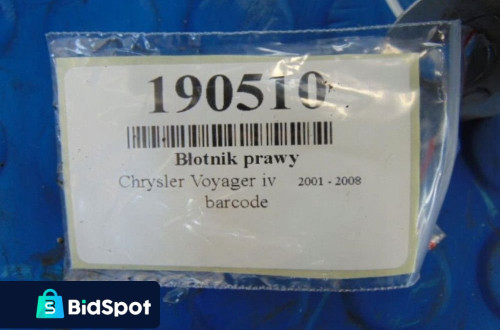 190510
Błotnik prawy
Chrysler Voyager iv 2001 - 2008
barcode
BidSpot